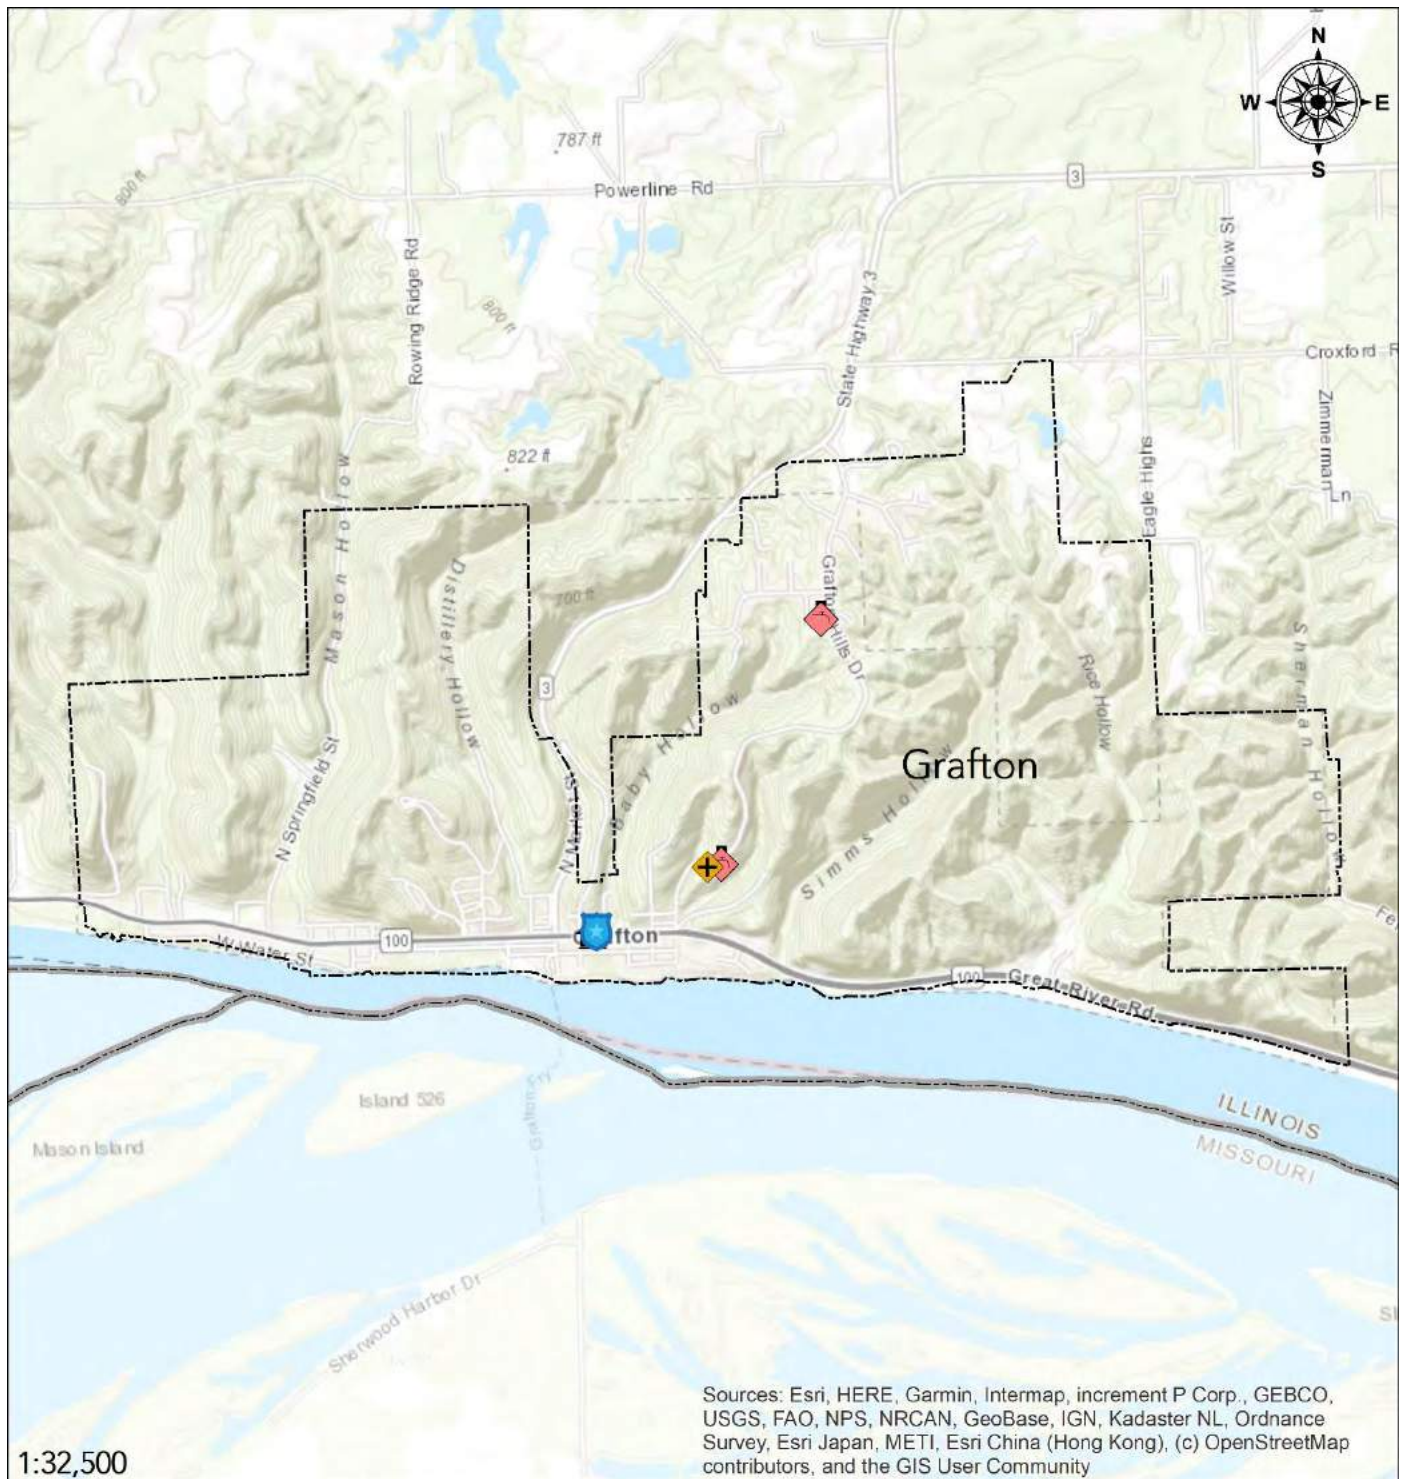 N
W E
S
787 ft
800 ft
Powerline Rd
3
Rowing Ridge Rd
Willow St
800 ft
State Highway 3
Croxford R
Zimmerman Ln
822 ft
Eagle Highs
Mason Hollow
Distillery Hollow
700 ft
Grafton Hills Dr
Sherman Hollow
Rice Hollow
3
Baby Hollow
Grafton
N Springfield St
Simms Hollow
Fe
100
W Water St
100
Great River Rd
Island 526
Grafton Fy
ILLINOIS
MISSOURI
Mason Island
Sherwood Harbor Dr
Sources: Esri, HERE, Garmin, Intermap, increment P Corp., GEBCO,
USGS, FAO, NPS, NRCAN, GeoBase, IGN, Kadaster NL, Ordnance
Survey, Esri Japan, METI, Esri China (Hong Kong), (c) OpenStreetMap
contributors, and the GIS User Community
1:32,500